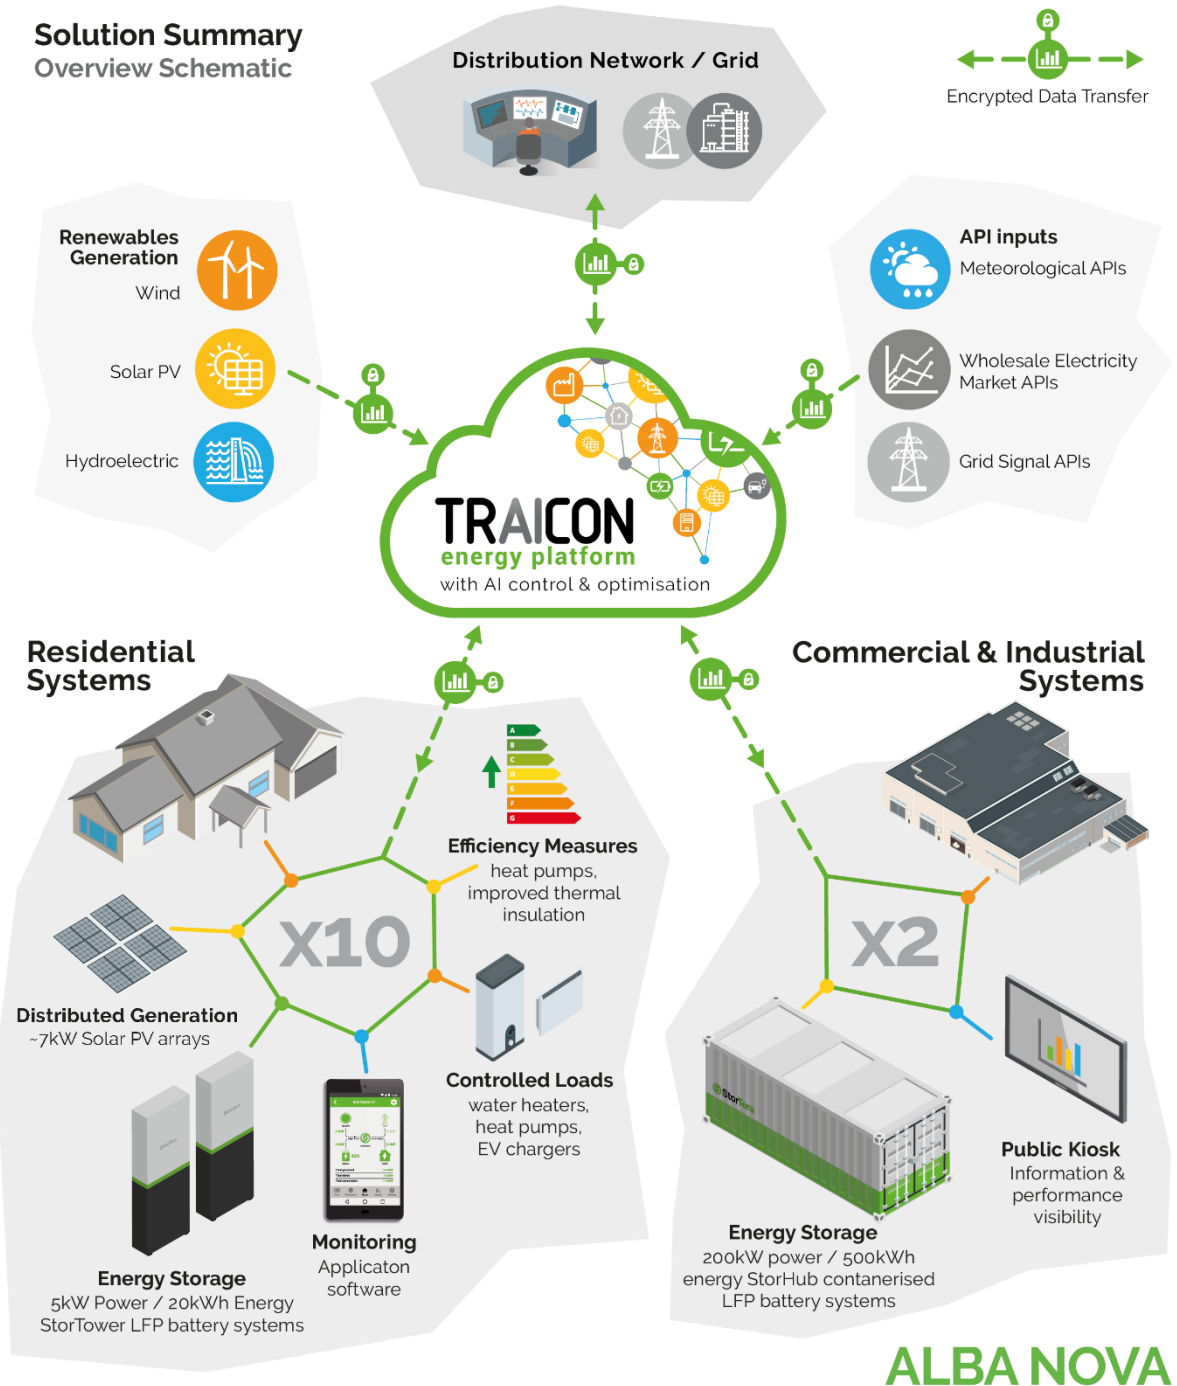 Solution Summary
Overview Schematic
Distribution Network / Grid
Encrypted Data Transfer
Renewables
Generation
Wind
Solar PV
Hydroelectric
API inputs
Meteorological APIs
Wholesale Electricity
Market APIs
Grid Signal APIs
TRAICON
energy platform
with AI control & optimisation
Residential
Systems
Commercial & Industrial
Systems
A
B
C
D
E
F
G
Efficiency Measures
heat pumps,
improved thermal
insulation
X10
X2
Distributed Generation
~7kW Solar PV arrays
Controlled Loads
water heaters,
heat pumps,
EV chargers
StorTera
Public Kiosk
Information &
performance
visibility
Monitoring
Applicaton
software
Energy Storage
5kW Power / 20kWh Energy
StorTower LFP battery systems
Energy Storage
200kW power / 500kWh
energy StorHub contanerised
LFP battery systems
ALBA NOVA